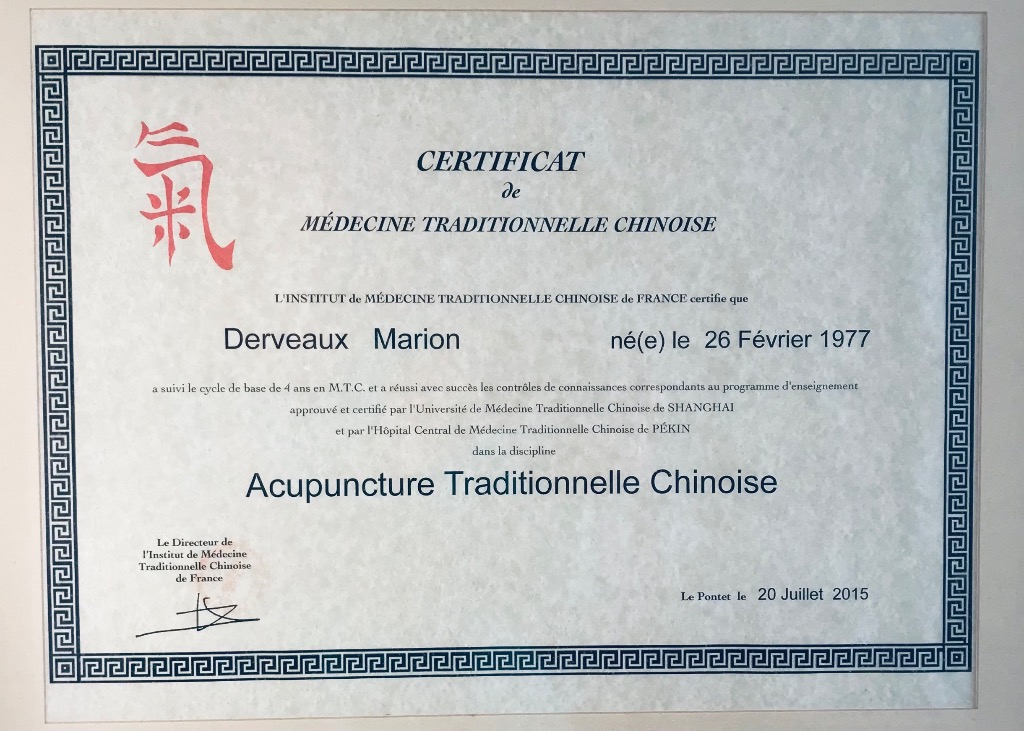 氣
CERTIFICAT
de
MÉDECINE TRADITIONNELLE CHINOISE
L'INSTITUT de MÉDECINE TRADITIONNELLE CHINOISE de FRANCE certifie que
Derveaux Marion né(e) le 26 Février 1977
a suivi le cycle de base de 4 ans en M.T.C. et a réussi avec succès les contrôles de connaissances correspondants au programme d'enseignement
approuvé et certifié par l'Université de Médecine Traditionnelle Chinoise de SHANGHAI
et par l'Hôpital Central de Médecine Traditionnelle Chinoise de PÉKIN
dans la discipline
Acupuncture Traditionnelle Chinoise
Le Directeur de
l'Institut de Médecine
Traditionnelle Chinoise
de France
Le Pontet le 20 Juillet 2015